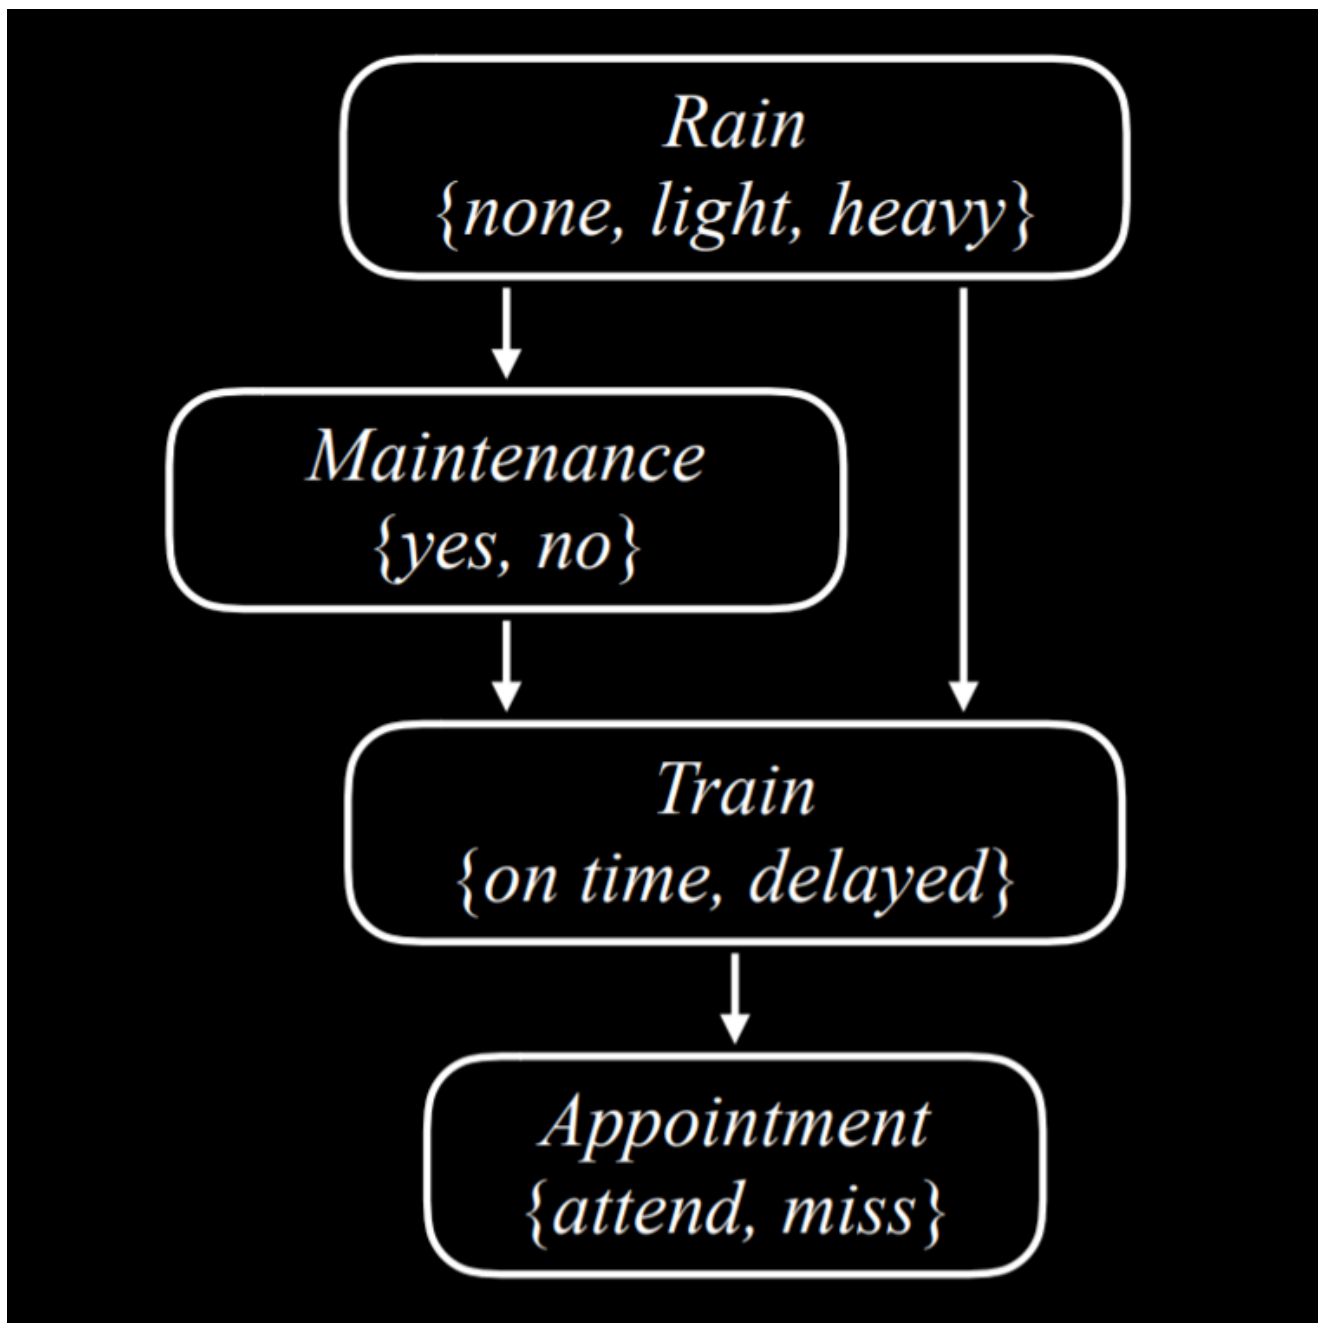 Rain
{none, light, heavy}
Maintenance
{yes, no}
Train
{on time, delayed}
Appointment
{attend, miss}